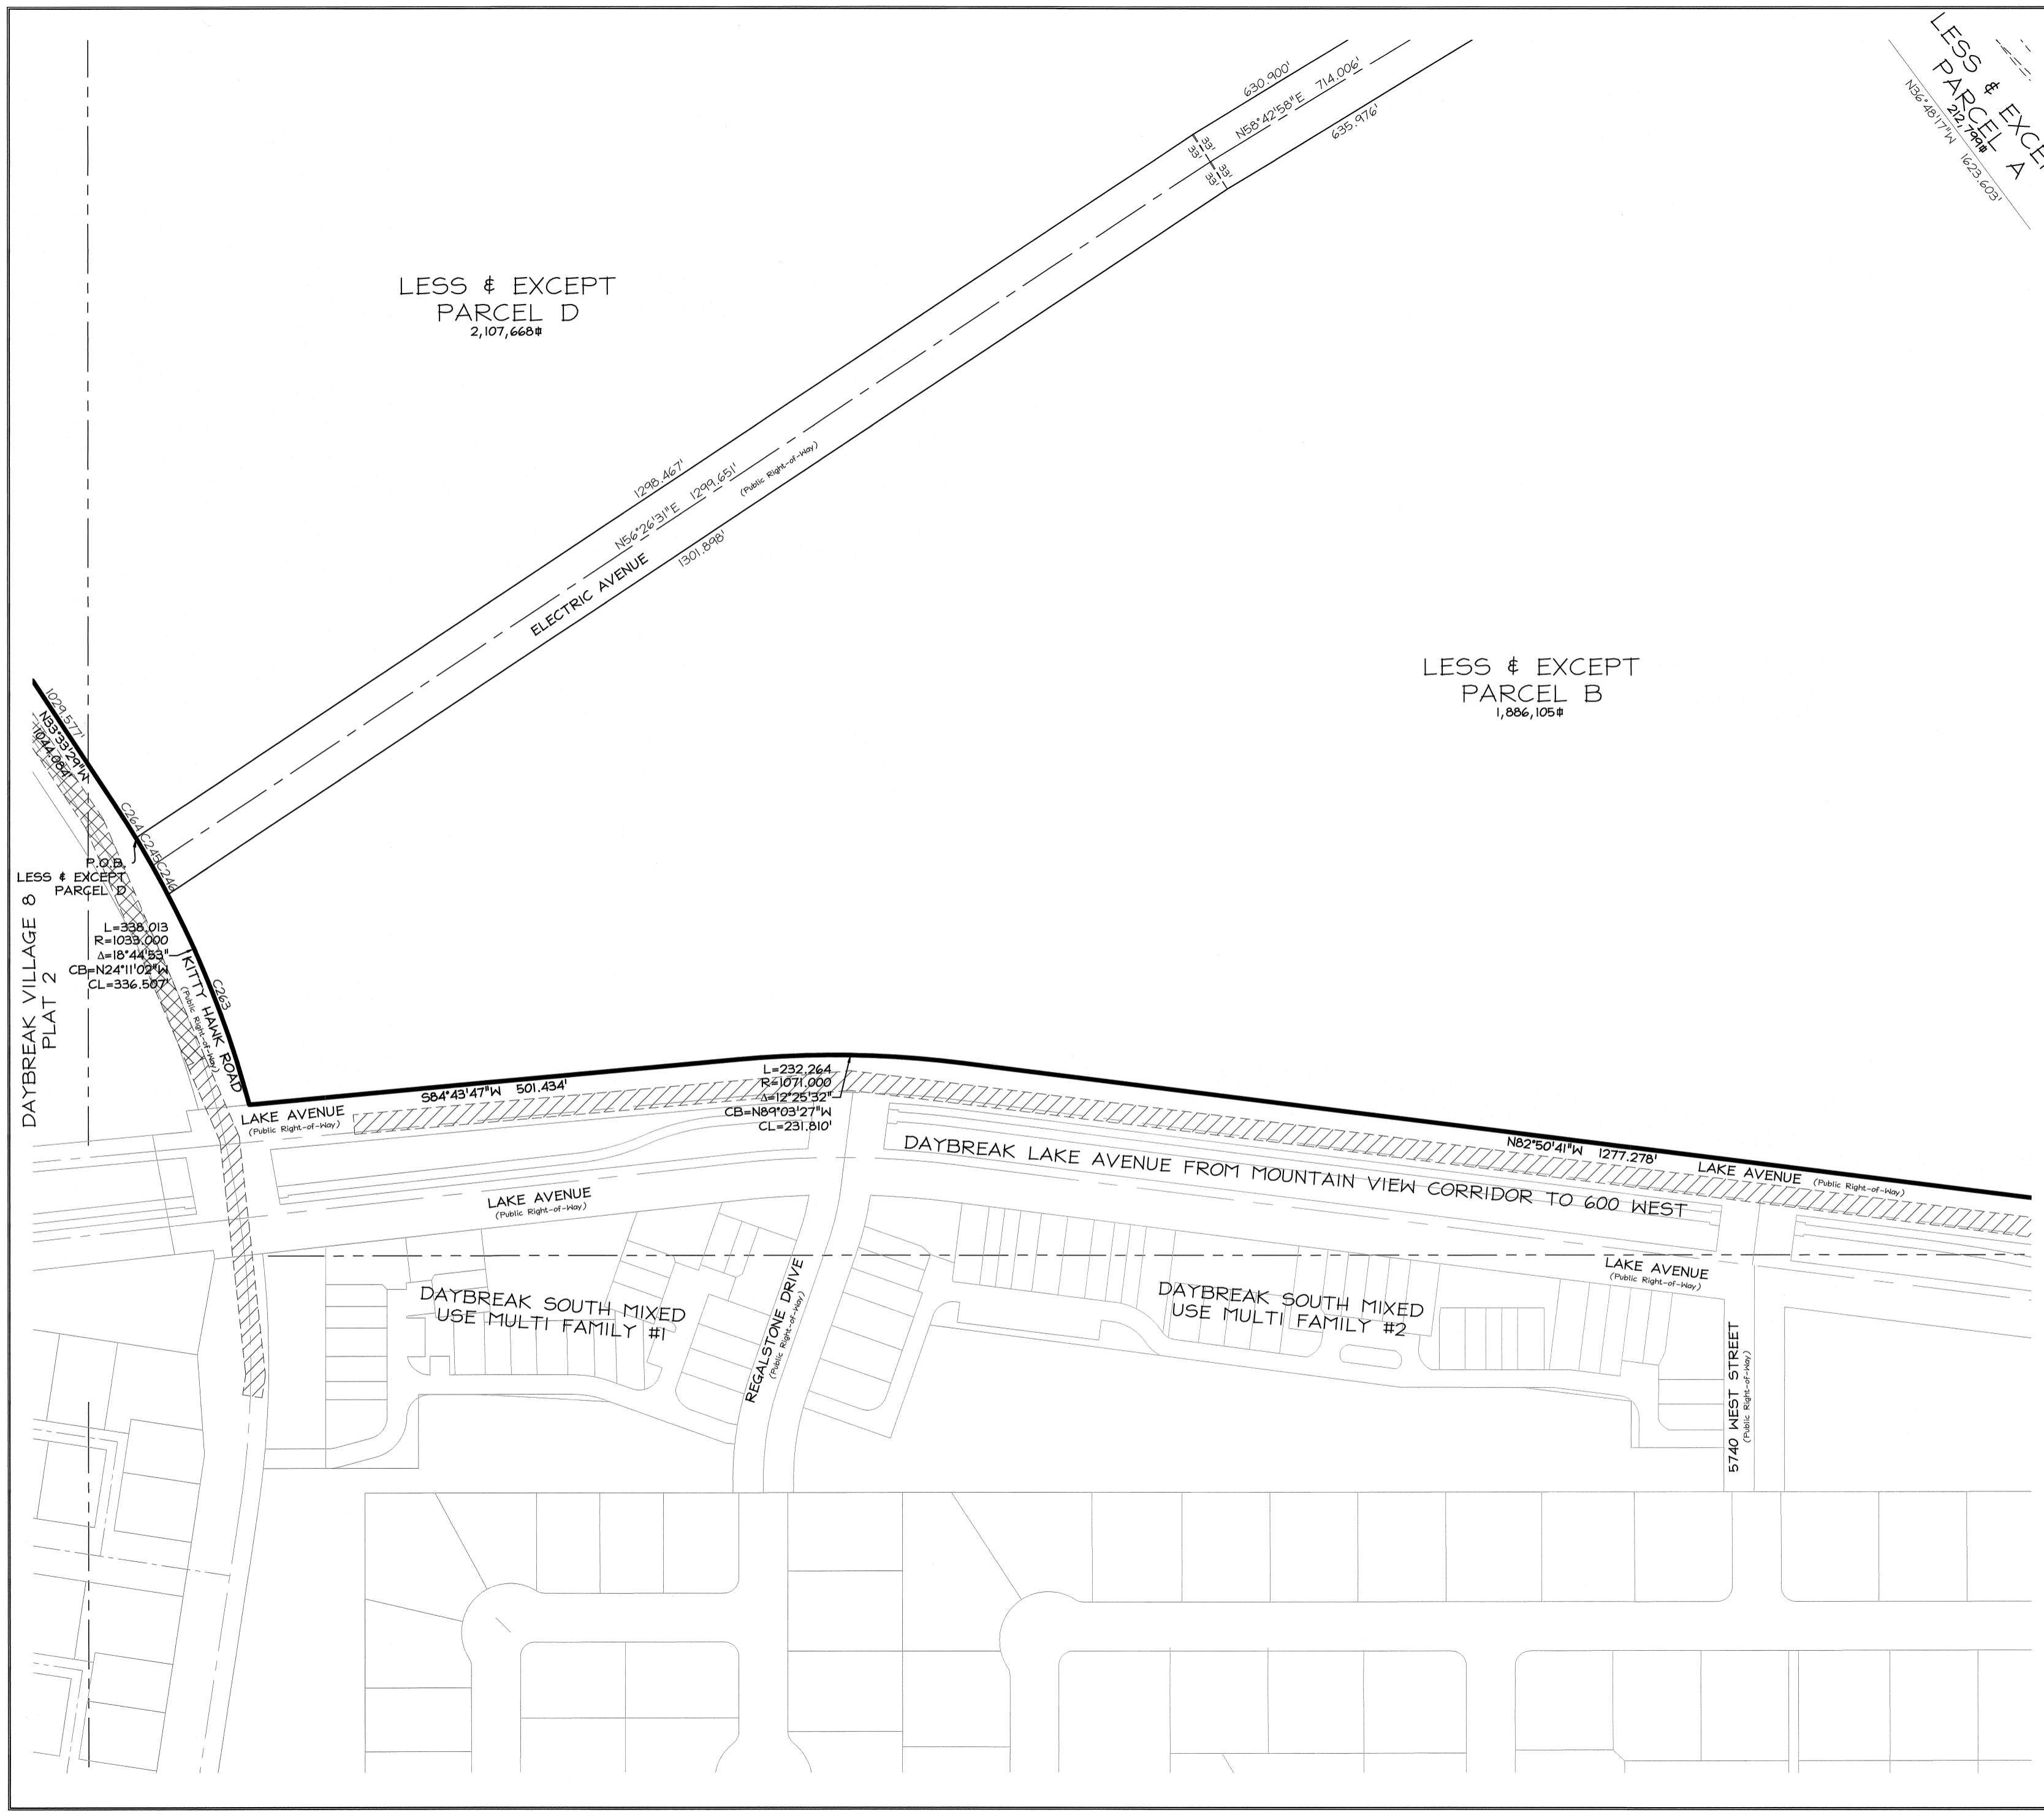 LESS & EXCEPT
PARCEL A
212,799⌗
N36°48'17"W 1623.603'
630.900'
N58°42'58"E 714.006'
635.976'
33'
33'
33'
33'
LESS & EXCEPT
PARCEL D
2,107,668⌗
1298.467'
N56°26'31"E 1299.651'
(Public Right-of-Way)
1301.898'
ELECTRIC AVENUE
LESS & EXCEPT
PARCEL B
1,886,105⌗
1029.577'
N33°33'29"W
1044.084'
C264
C245
C246
P.O.B.
LESS & EXCEPT
PARCEL D
DAYBREAK VILLAGE 8
PLAT 2
L=338.013
R=1033.000
Δ=18°44'53"
CB=N24°11'02"W
CL=336.507'
KITTY HAWK ROAD
(Public Right-of-Way)
C263
S84°43'47"W 501.434'
LAKE AVENUE
(Public Right-of-Way)
L=232.264
R=1071.000
Δ=12°25'32"
CB=N89°03'27"W
CL=231.810'
N82°50'41"W 1277.278'
LAKE AVENUE (Public Right-of-Way)
DAYBREAK LAKE AVENUE FROM MOUNTAIN VIEW CORRIDOR TO 600 WEST
LAKE AVENUE
(Public Right-of-Way)
LAKE AVENUE
(Public Right-of-Way)
DAYBREAK SOUTH MIXED
USE MULTI FAMILY #1
REGALSTONE DRIVE
(Public Right-of-Way)
DAYBREAK SOUTH MIXED
USE MULTI FAMILY #2
5740 WEST STREET
(Public Right-of-Way)